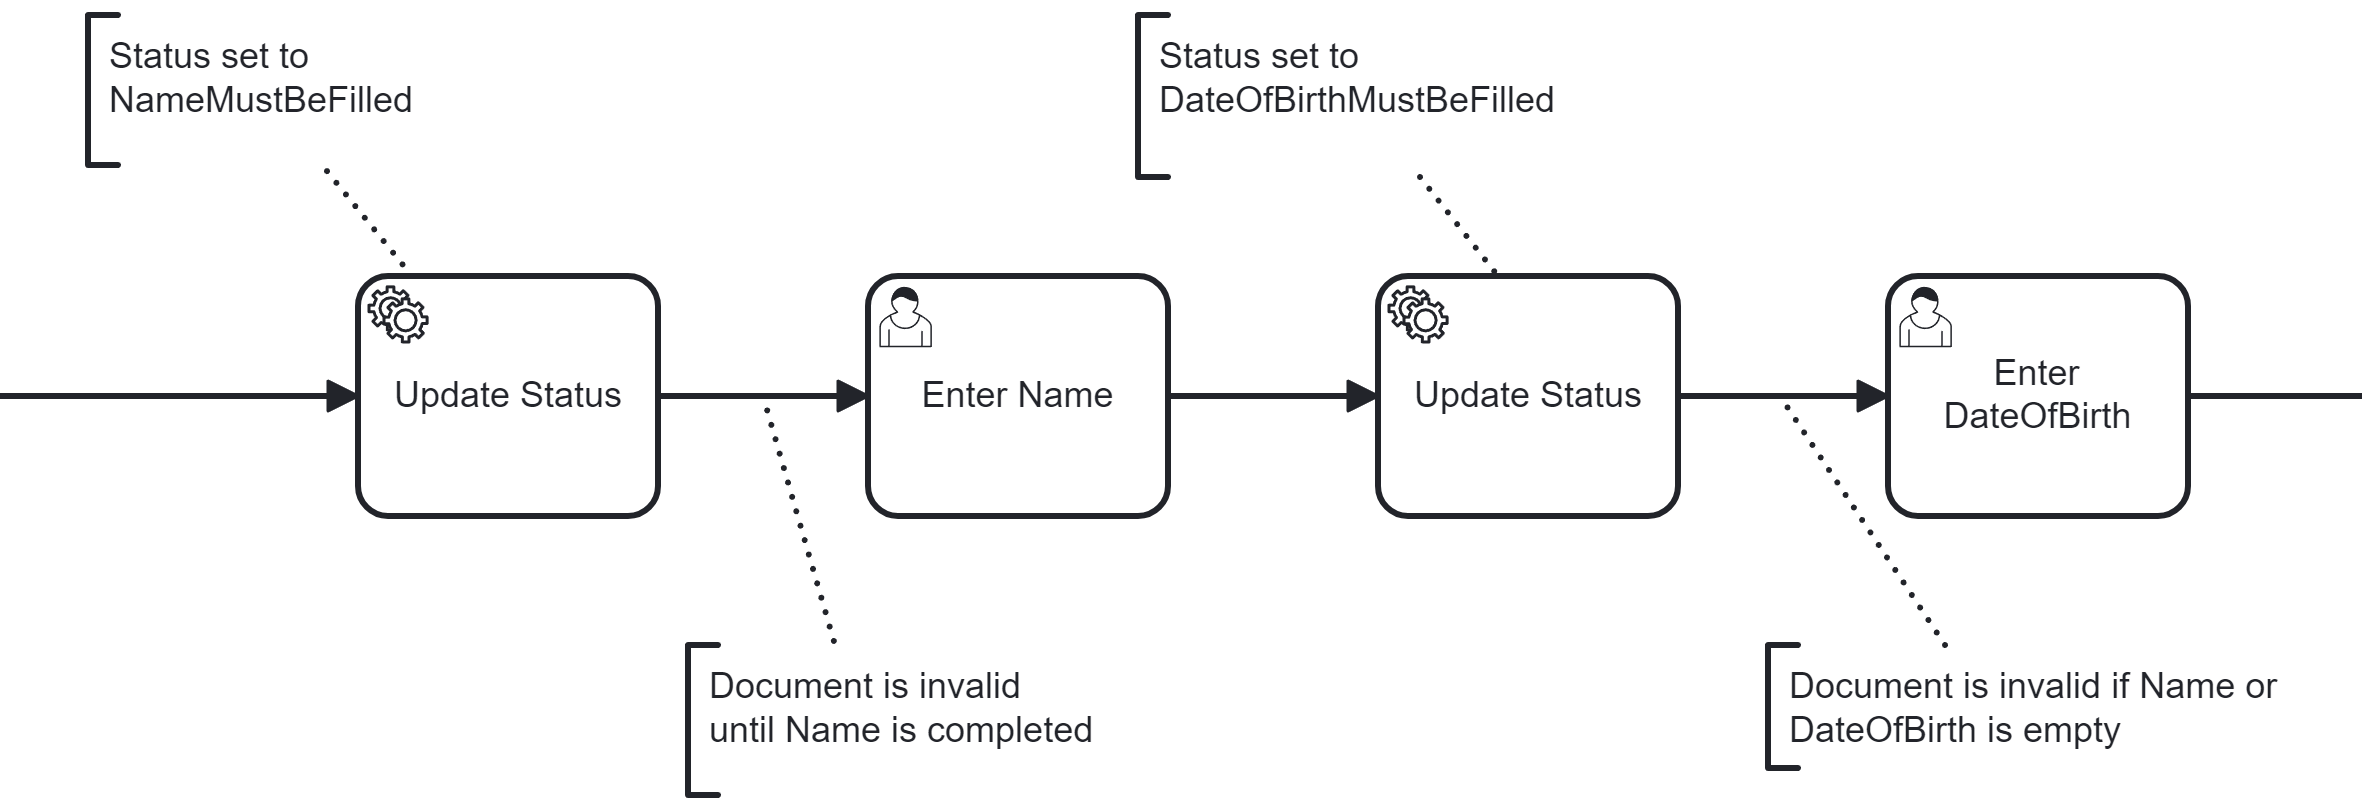 Status set to
NameMustBeFilled
Status set to
DateOfBirthMustBeFilled
Update Status
Enter Name
Update Status
Enter
DateOfBirth
Document is invalid
until Name is completed
Document is invalid if Name or
DateOfBirth is empty